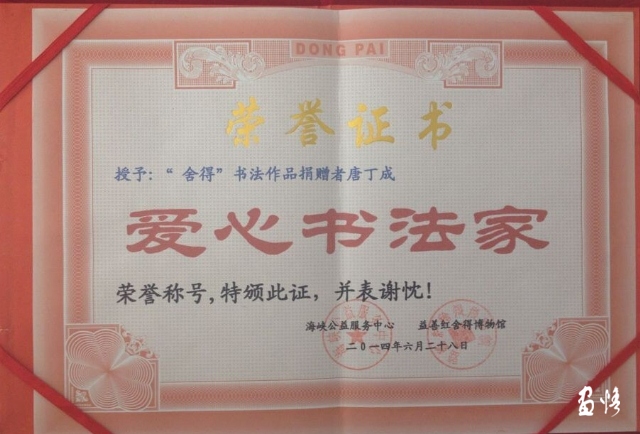 DONG PAI
荣誉证书
授予：“舍得”书法作品捐赠者唐丁成
爱心书法家
荣誉称号，特颁此证，并表谢忱！
海峡公益服务中心 益善红舍得博物馆
二〇一四年六月二十八日